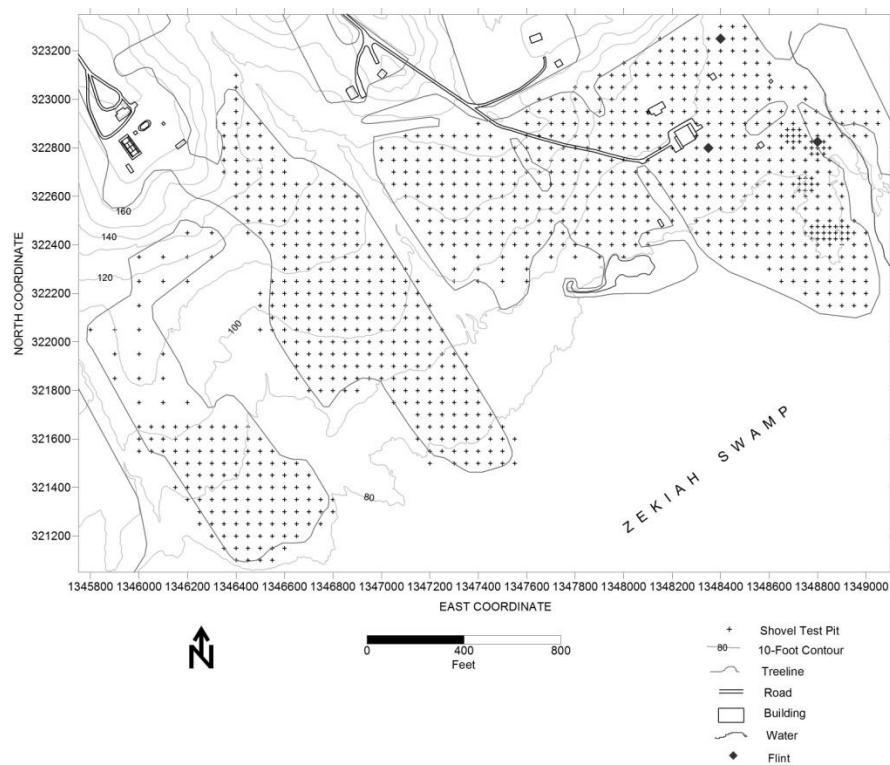 323200
323000
322800
322600
322400
322200
322000
321800
321600
321400
321200
NORTH COORDINATE
160
140
120
100
80
ZEKIAH SWAMP
1345800 1346000 1346200 1346400 1346600 1346800 1347000 1347200 1347400 1347600 1347800 1348000 1348200 1348400 1348600 1348800 1349000
EAST COORDINATE
N
0 400 800
Feet
Shovel Test Pit
80 10-Foot Contour
Treeline
Road
Building
Water
Flint